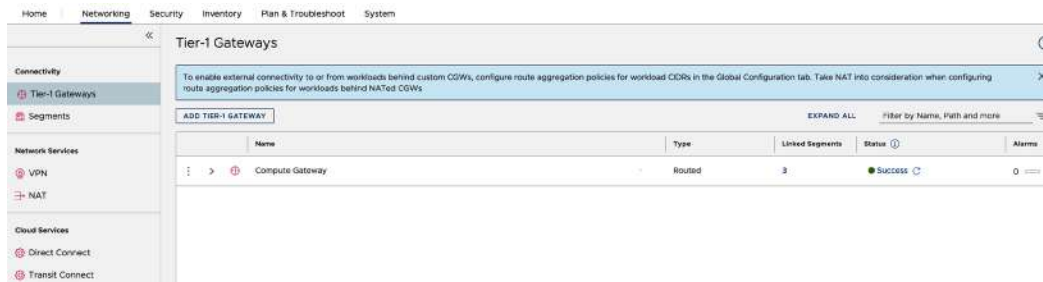 Home Networking Security Inventory Plan & Troubleshoot System
Tier-1 Gateways
Connectivity
Tier-1 Gateways
Segments
Network Services
VPN
NAT
Cloud Services
Direct Connect
Transit Connect
To enable external connectivity to or from workloads behind custom CGWs, configure route aggregation policies for workload CIDRs in the Global Configuration tab. Take NAT into consideration when configuring
route aggregation policies for workloads behind NATed CGWs
ADD TIER-1 GATEWAY EXPAND ALL Filter by Name, Path and more
Name Type Linked Segments Status Alarms
Compute Gateway Routed 3 Success 0